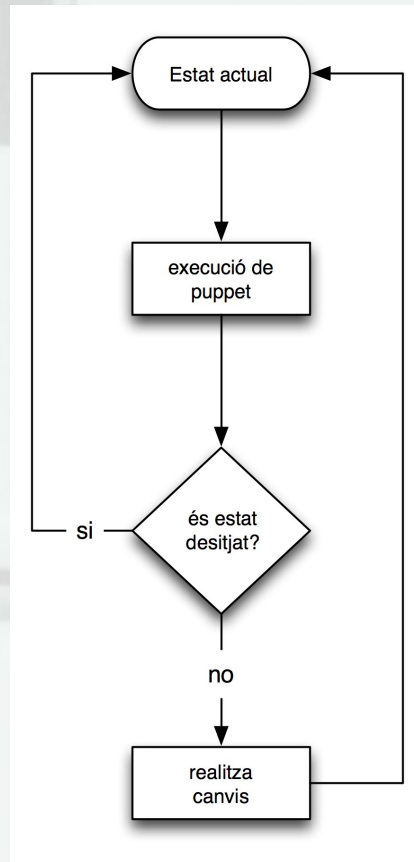 Estat actual
execució de
puppet
és estat
desitjat?
si
no
realitza
canvis